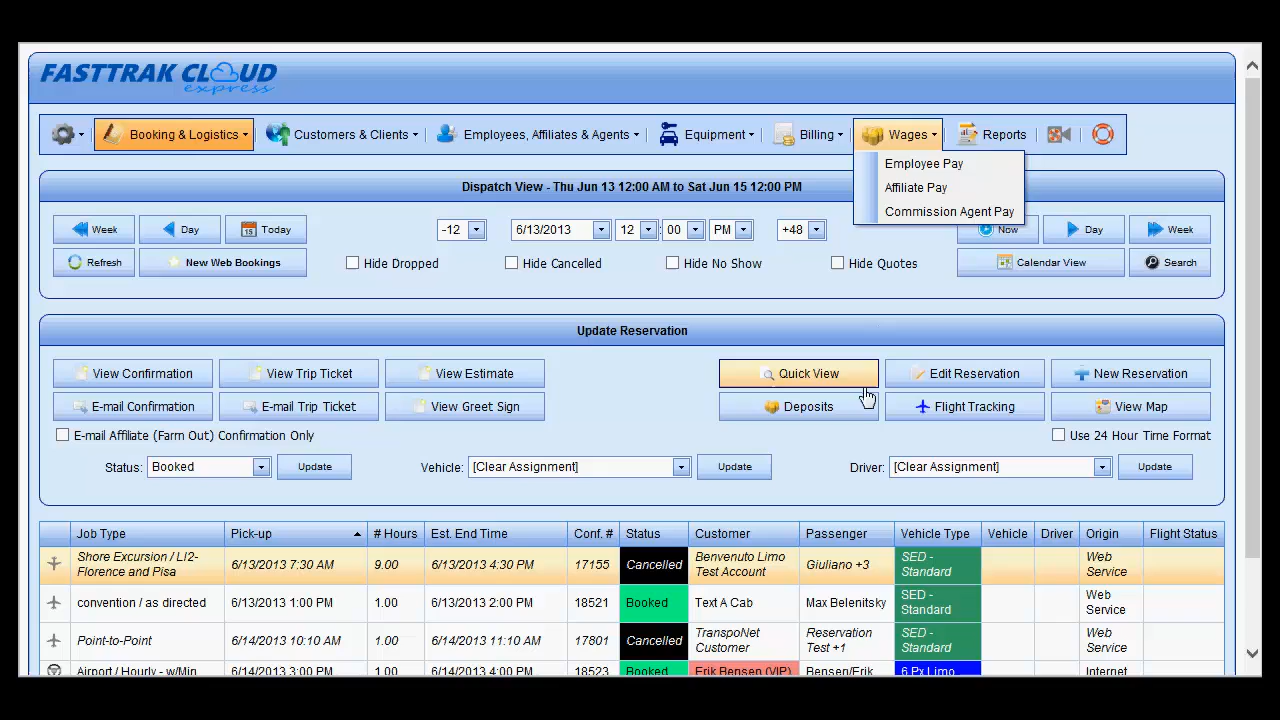 FASTTRAK CLOUD
express
Booking & Logistics
Customers & Clients
Employees, Affiliates & Agents
Equipment
Billing
Wages
Reports
Employee Pay
Affiliate Pay
Commission Agent Pay
Dispatch View - Thu Jun 13 12:00 AM to Sat Jun 15 12:00 PM
Week
Day
Today
-12
6/13/2013
12
:
00
PM
+48
Now
Day
Week
Refresh
New Web Bookings
Hide Dropped
Hide Cancelled
Hide No Show
Hide Quotes
Calendar View
Search
Update Reservation
View Confirmation
View Trip Ticket
View Estimate
Quick View
Edit Reservation
New Reservation
E-mail Confirmation
E-mail Trip Ticket
View Greet Sign
Deposits
Flight Tracking
View Map
E-mail Affiliate (Farm Out) Confirmation Only
Use 24 Hour Time Format
Status: Booked Update
Vehicle: [Clear Assignment] Update
Driver: [Clear Assignment] Update
Job Type Pick-up # Hours Est. End Time Conf. # Status Customer Passenger Vehicle Type Vehicle Driver Origin Flight Status
Shore Excursion / LI2-
Florence and Pisa
6/13/2013 7:30 AM
9.00
6/13/2013 4:30 PM
17155
Cancelled
Benvenuto Limo
Test Account
Giuliano +3
SED -
Standard
Web
Service
convention / as directed
6/13/2013 1:00 PM
1.00
6/13/2013 2:00 PM
18521
Booked
Text A Cab
Max Belenitsky
SED -
Standard
Web
Service
Point-to-Point
6/14/2013 10:10 AM
1.00
6/14/2013 11:10 AM
17801
Cancelled
TranspoNet
Customer
Reservation
Test +1
SED -
Standard
Web
Service
Airport / Hourly - w/Min
6/14/2013 3:00 PM
1.00
6/14/2013 4:00 PM
18523
Booked
Erik Bensen (VIP)
Bensen/Erik
6 Px Limo
Internet